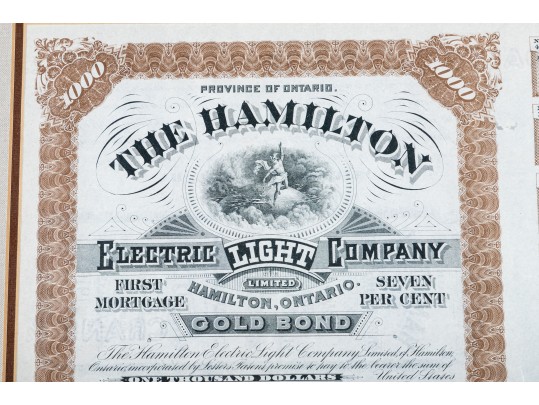 1000
1000
PROVINCE OF ONTARIO.
THE HAMILTON
ELECTRIC LIGHT COMPANY
LIMITED
FIRST MORTGAGE
HAMILTON, ONTARIO.
SEVEN PER CENT
GOLD BOND
The Hamilton Electric Light Company Limited, of Hamilton,
Ontario, incorporated by Letters Patent promise to pay to the bearer the sum of
ONE THOUSAND DOLLARS United States